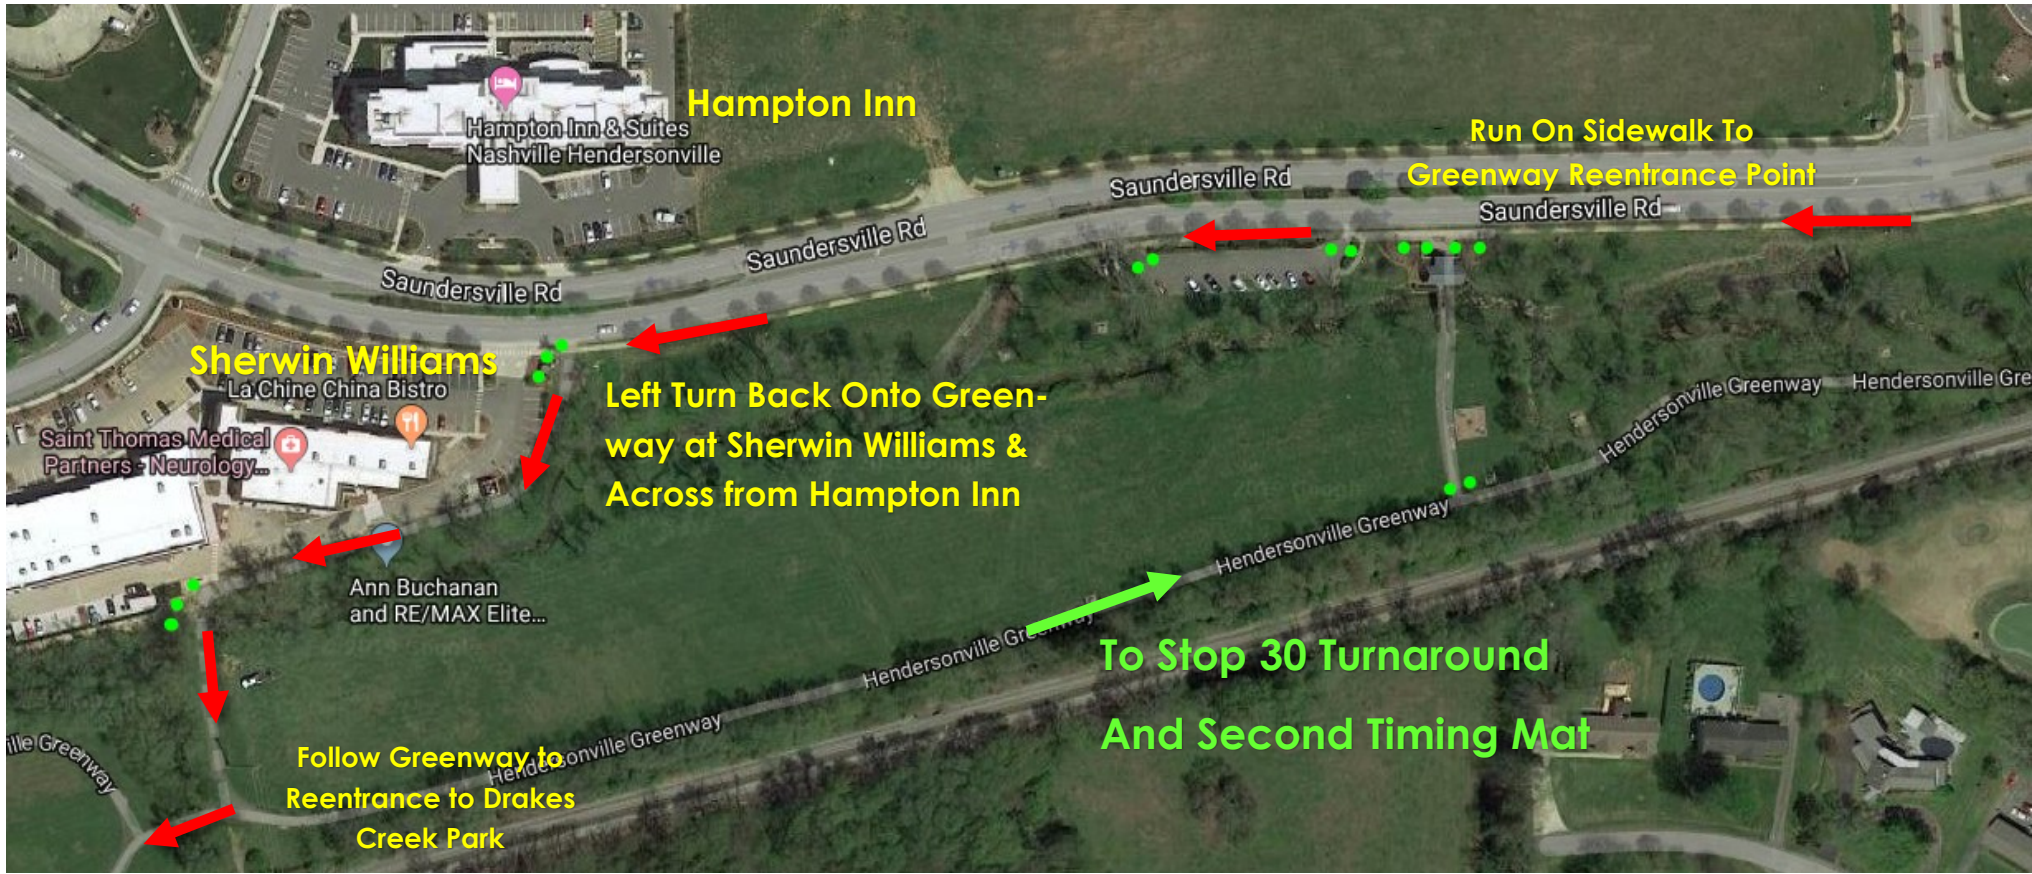 Hampton Inn
Hampton Inn & Suites
Nashville Hendersonville
Run On Sidewalk To
Greenway Reentrance Point
Saundersville Rd
Saundersville Rd
Saundersville Rd
Saundersville Rd
Sherwin Williams
La Chine China Bistro
Saint Thomas Medical
Partners - Neurology...
Left Turn Back Onto Green-
way at Sherwin Williams &
Across from Hampton Inn
Hendersonville Greenway
Hendersonville Gre
Hendersonville Greenway
Ann Buchanan
and RE/MAX Elite...
Hendersonville Greenway
To Stop 30 Turnaround
And Second Timing Mat
Hendersonville Greenway
ille Greenway
Follow Greenway to
Reentrance to Drakes
Creek Park